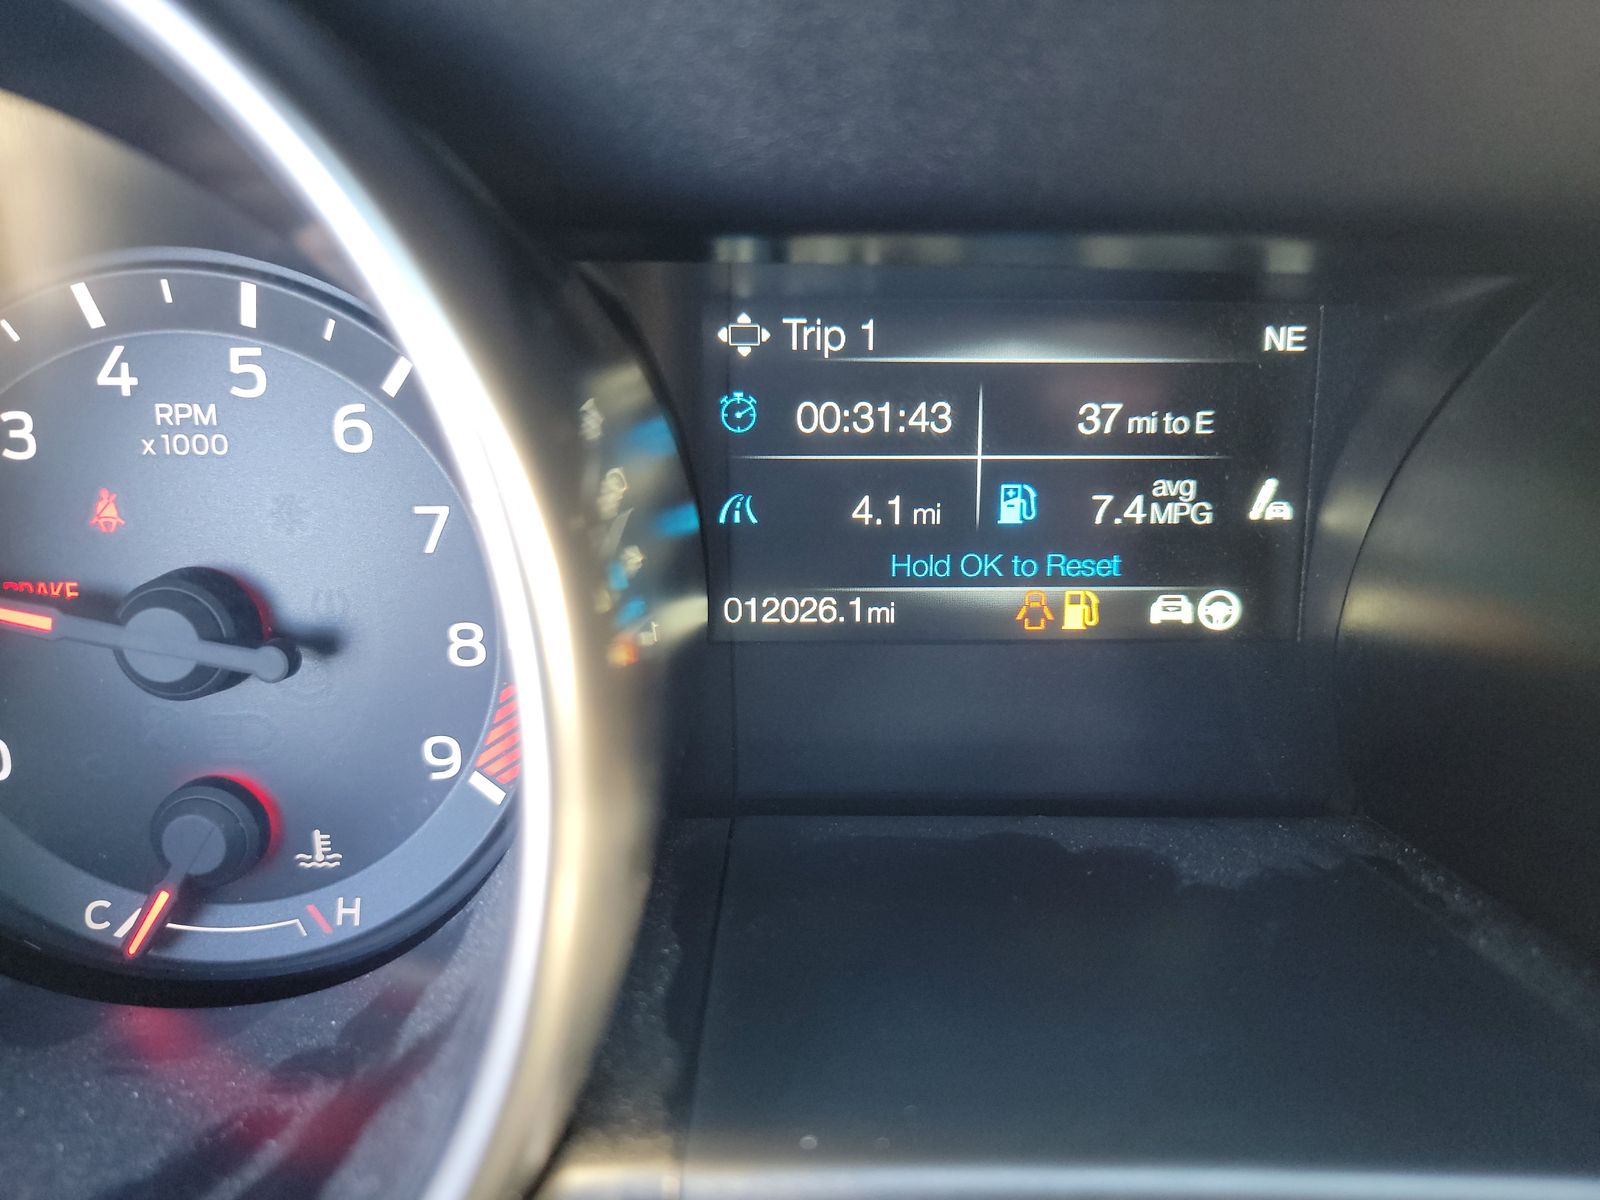 3
4
5
6
7
8
9
RPM
x1000
BRAKE
C
H
Trip 1
NE
00:31:43
37 mi to E
4.1 mi
7.4 avg MPG
Hold OK to Reset
012026.1mi